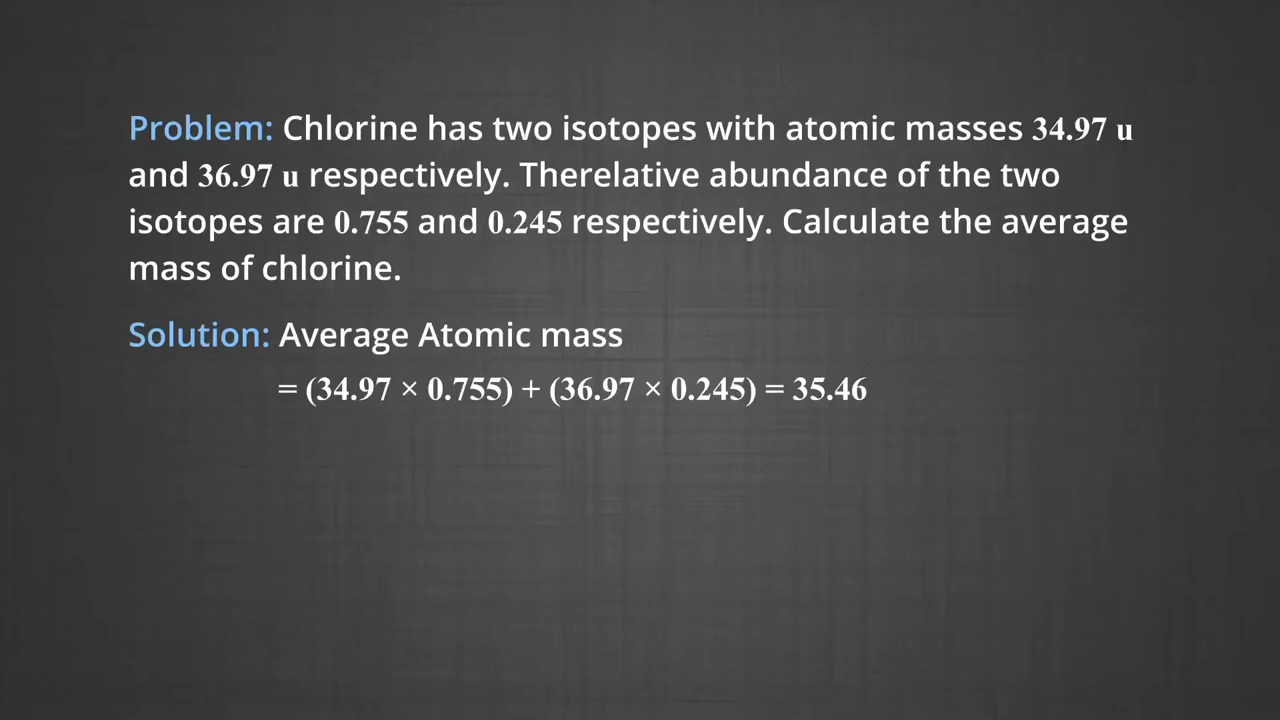 Problem: Chlorine has two isotopes with atomic masses 34.97 u
and 36.97 u respectively. Therelative abundance of the two
isotopes are 0.755 and 0.245 respectively. Calculate the average
mass of chlorine.
Solution: Average Atomic mass
= (34.97 × 0.755) + (36.97 × 0.245) = 35.46